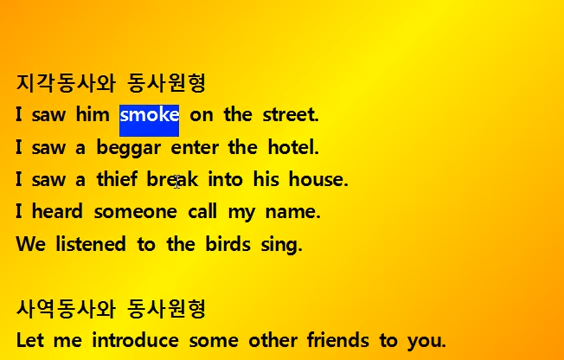 지각동사와 동사원형
I saw him smoke on the street.
I saw a beggar enter the hotel.
I saw a thief break into his house.
I heard someone call my name.
We listened to the birds sing.
사역동사와 동사원형
Let me introduce some other friends to you.